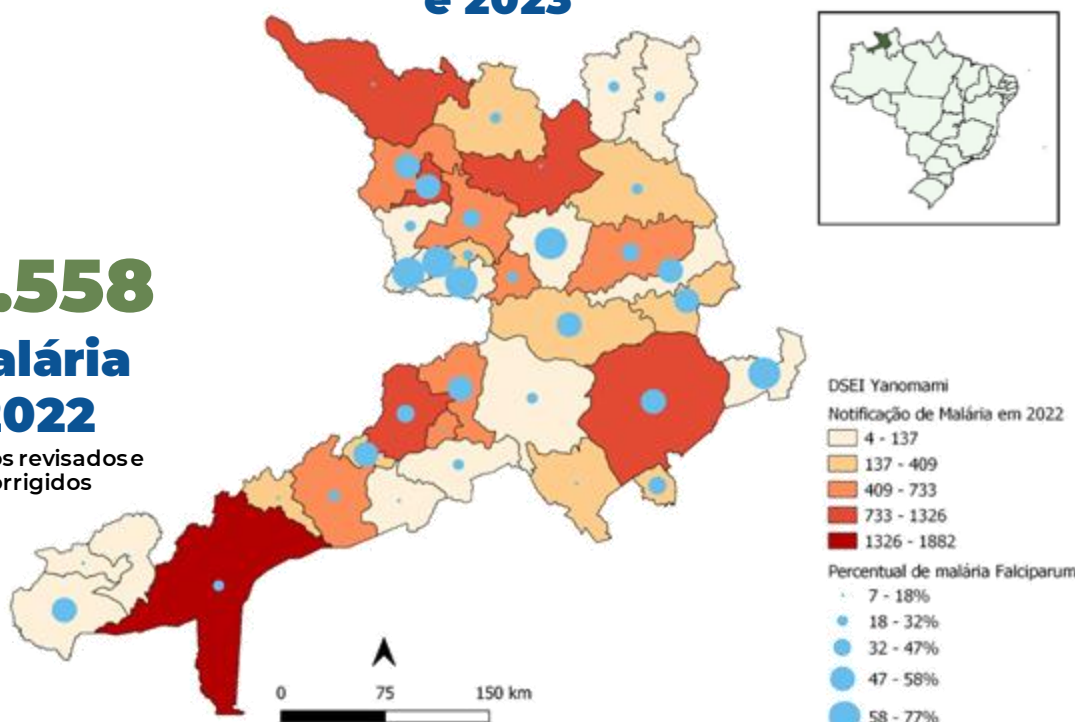 e 2023
.558
alária
2022
os revisados e
orrigidos
DSEI Yanomami
Notificação de Malária em 2022
4 - 137
137 - 409
409 - 733
733 - 1326
1326 - 1882
Percentual de malária Falciparum
7 - 18%
18 - 32%
32 - 47%
47 - 58%
58 - 77%
0 75 150 km